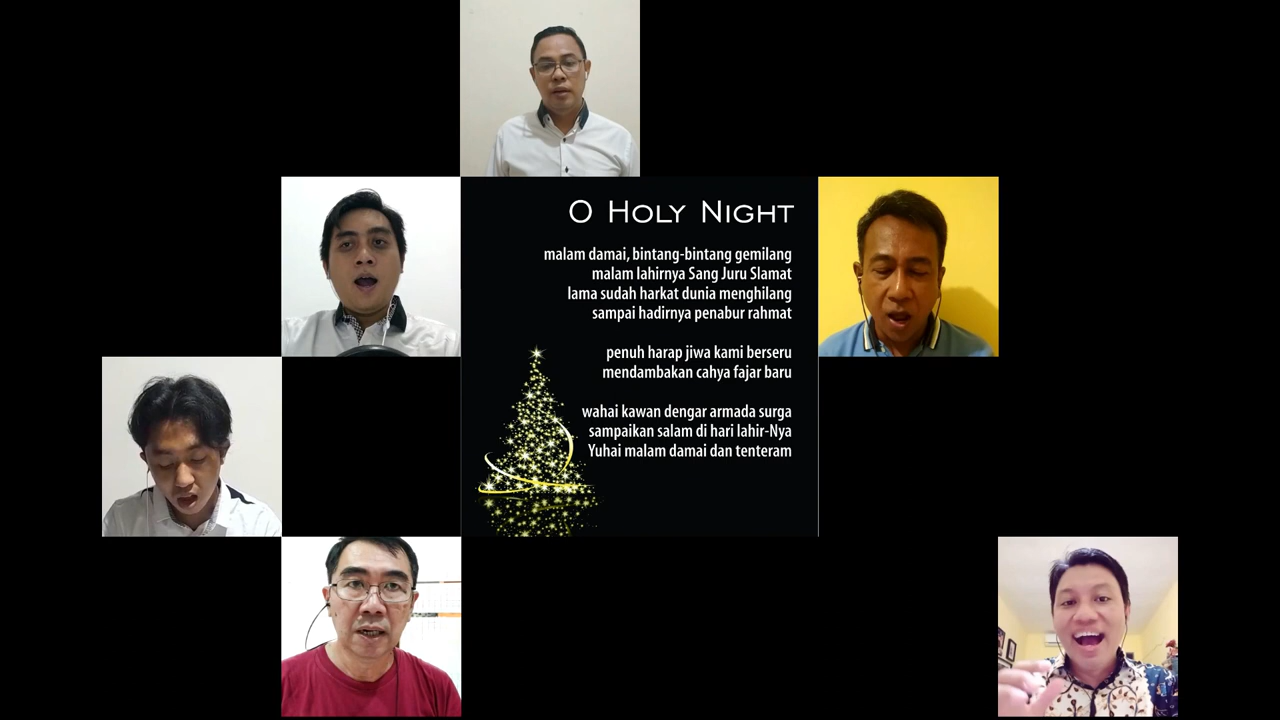 O HOLY NIGHT
malam damai, bintang-bintang gemilang
malam lahirnya Sang Juru Slamat
lama sudah harkat dunia menghilang
sampai hadirnya penabur rahmat
penuh harap jiwa kami berseru
mendambakan cahya fajar baru
wahai kawan dengar armada surga
sampaikan salam di hari lahir-Nya
Yuhai malam damai dan tenteram